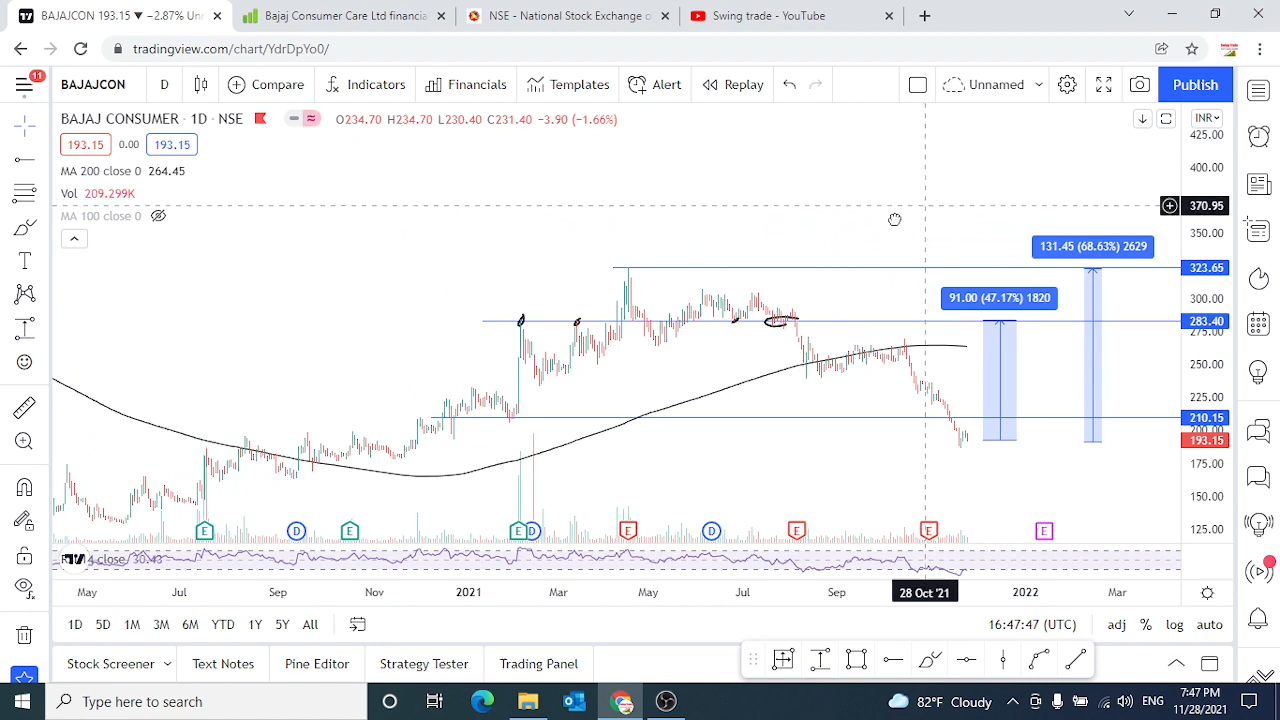 BAJAJCON 193.15 ▼ −2.87% Unn
Bajaj Consumer Care Ltd financia
NSE - National Stock Exchange o
Swing trade - YouTube
tradingview.com/chart/YdrDpYo0/
11
BAJAJCON D Compare Indicators Financials Templates Alert Replay Unnamed Publish
BAJAJ CONSUMER · 1D · NSE O234.70 H234.70 L230.40 C231.40 −3.90 (−1.66%)
INR
193.15 0.00 193.15
MA 200 close 0 264.45
Vol 209.299K
MA 100 close 0
425.00
400.00
370.95
350.00
131.45 (68.63%) 2629
323.65
91.00 (47.17%) 1820
300.00
283.40
275.00
250.00
225.00
210.15
200.00
193.15
175.00
150.00
125.00
E D E E D E D E E E
4 close 30.43
May Jul Sep Nov 2021 Mar May Jul Sep 28 Oct '21 2022 Mar
1D 5D 1M 3M 6M YTD 1Y 5Y All 16:47:47 (UTC) adj % log auto
Stock Screener Text Notes Pine Editor Strategy Tester Trading Panel
Type here to search
82°F Cloudy ENG 7:47 PM
11/28/2021